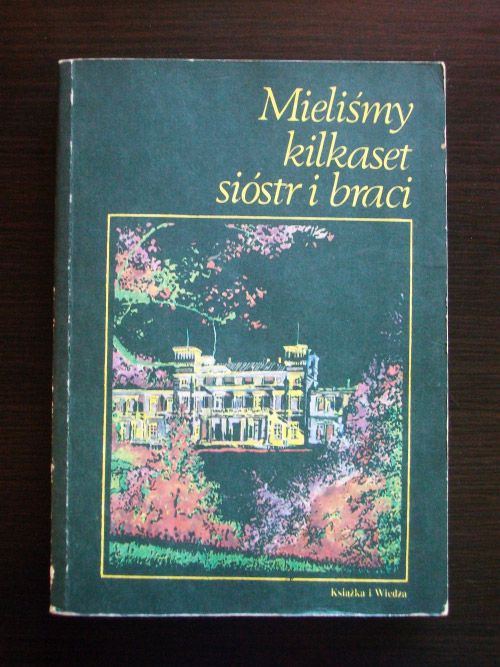 Mieliśmy
kilkaset
sióstr i braci
Książka i Wiedza